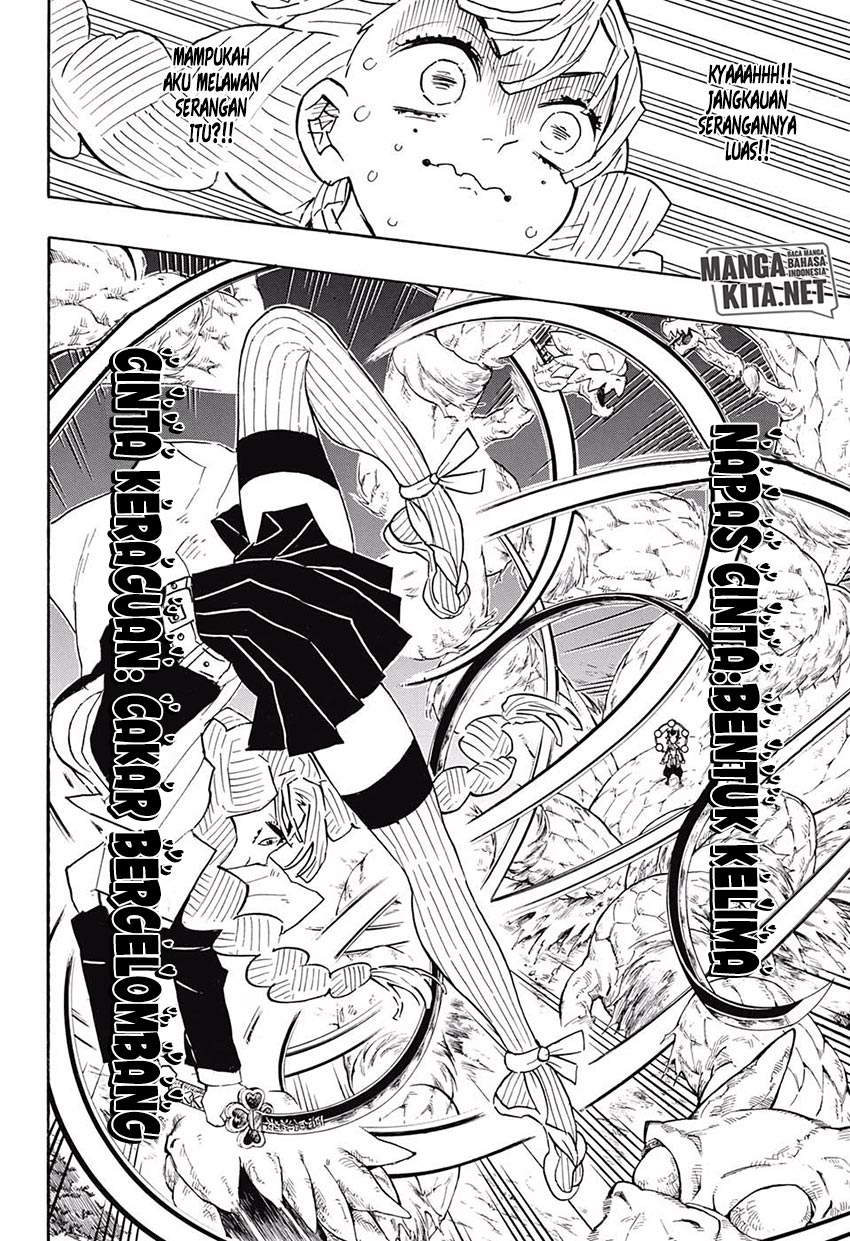 KYAAAHHH!!
JANGKAUAN
SERANGANNYA
LUAS!!
MAMPUKAH
AKU MELAWAN
SERANGAN
ITU?!!
MANGA
KITA.NET
BACA MANGA
BAHASA
INDONESIA
NAPAS CINTA:BENTUK KELIMA
CINTA KERAGUAN: CAKAR BERGELOMBANG